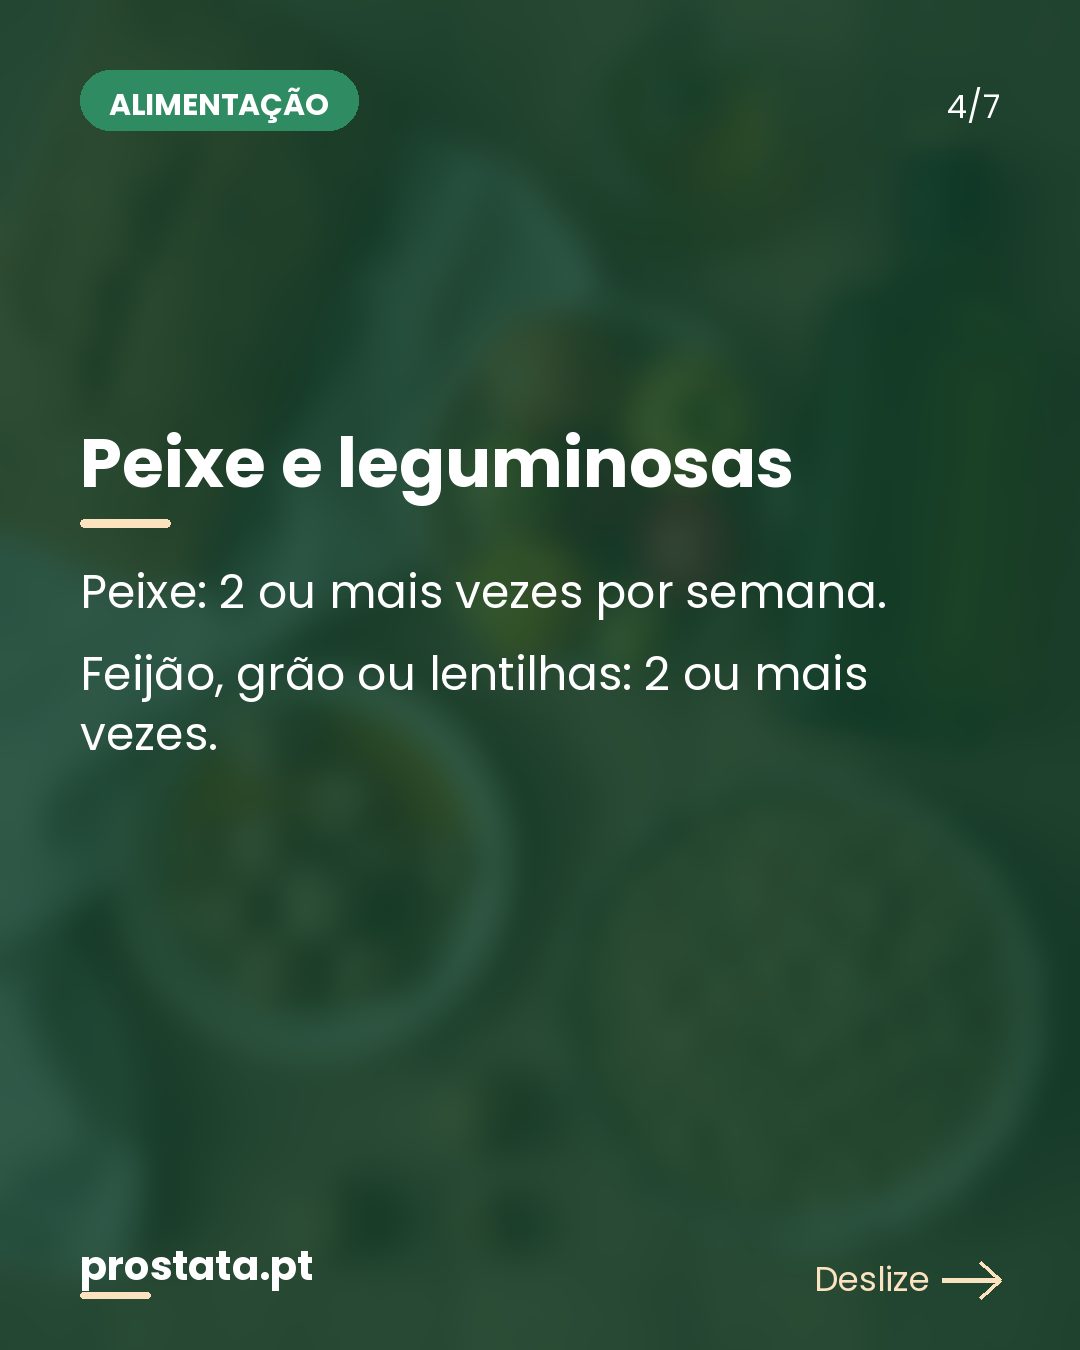 ALIMENTAÇÃO
4/7
Peixe e leguminosas
Peixe: 2 ou mais vezes por semana.
Feijão, grão ou lentilhas: 2 ou mais
vezes.
prostata.pt
Deslize